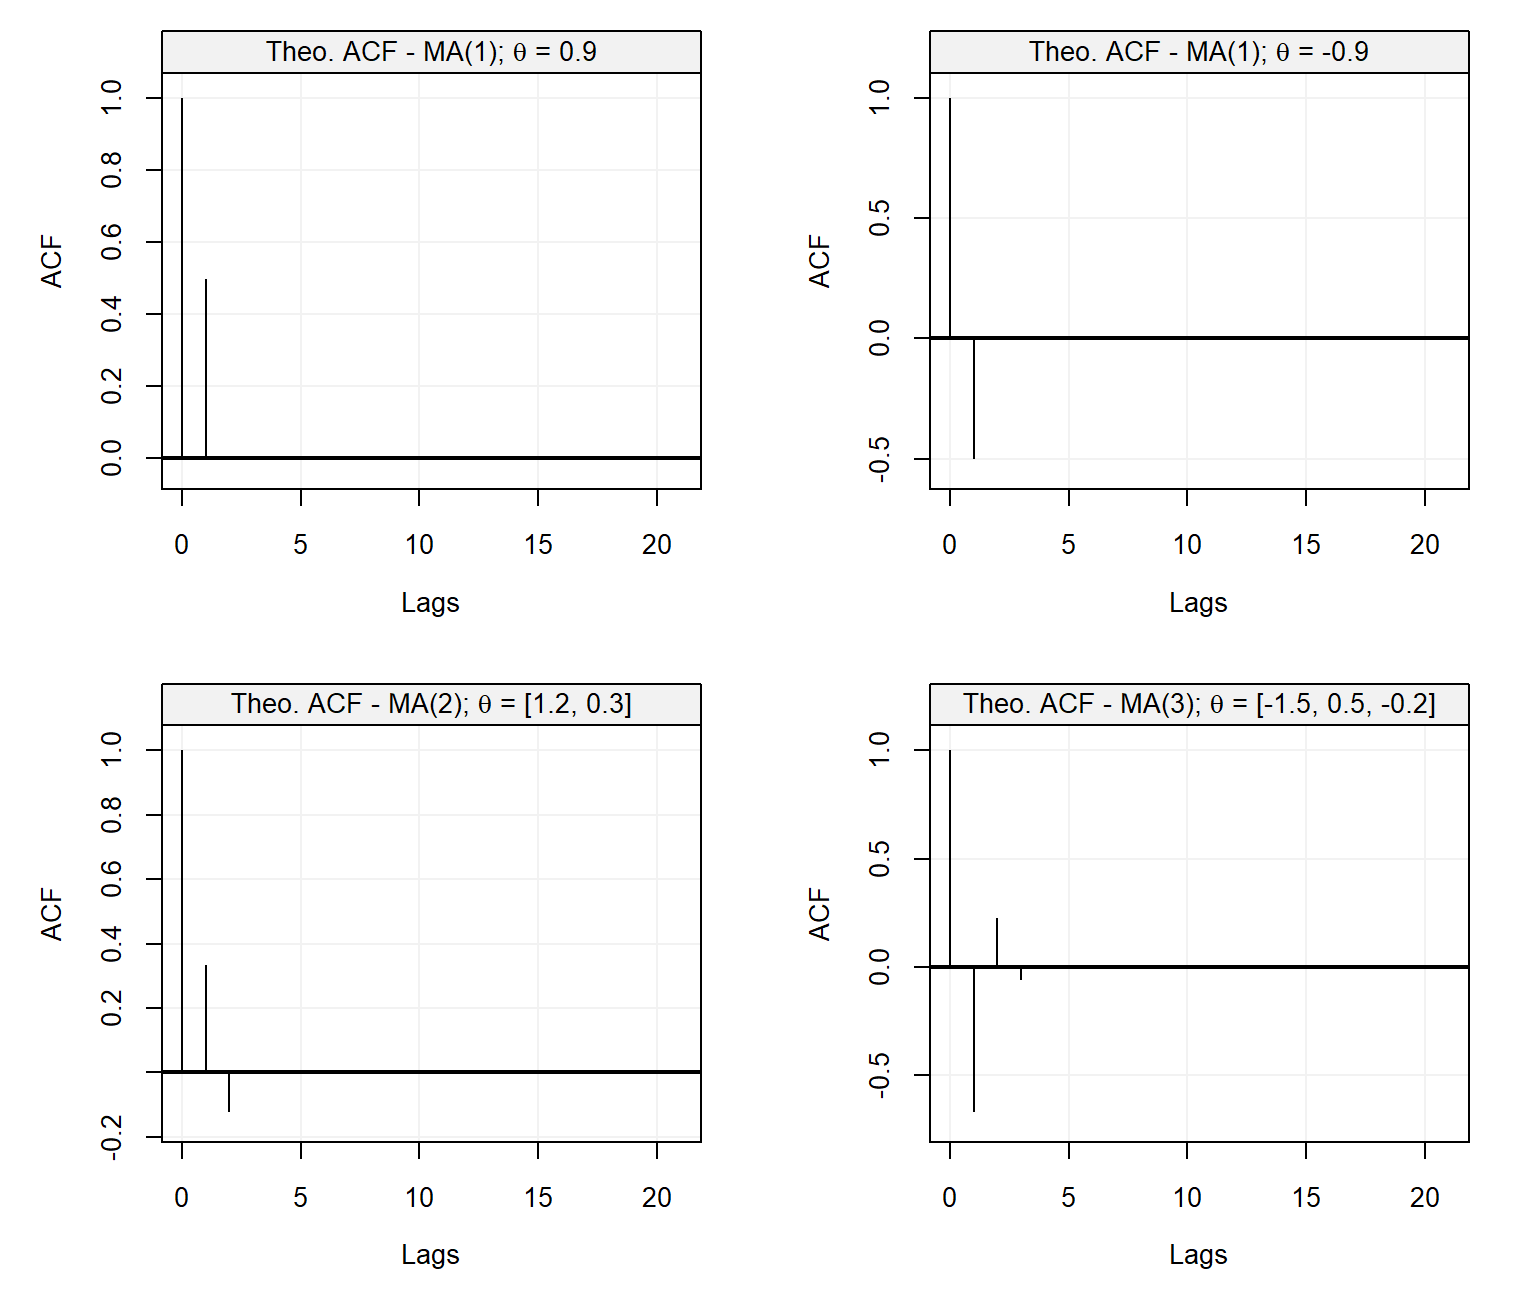 Theo. ACF - MA(1); θ = 0.9
ACF
1.0
0.8
0.6
0.4
0.2
0.0
0 5 10 15 20
Lags
Theo. ACF - MA(1); θ = -0.9
ACF
1.0
0.5
0.0
-0.5
0 5 10 15 20
Lags
Theo. ACF - MA(2); θ = [1.2, 0.3]
ACF
1.0
0.8
0.6
0.4
0.2
-0.2
0 5 10 15 20
Lags
Theo. ACF - MA(3); θ = [-1.5, 0.5, -0.2]
ACF
1.0
0.5
0.0
-0.5
0 5 10 15 20
Lags